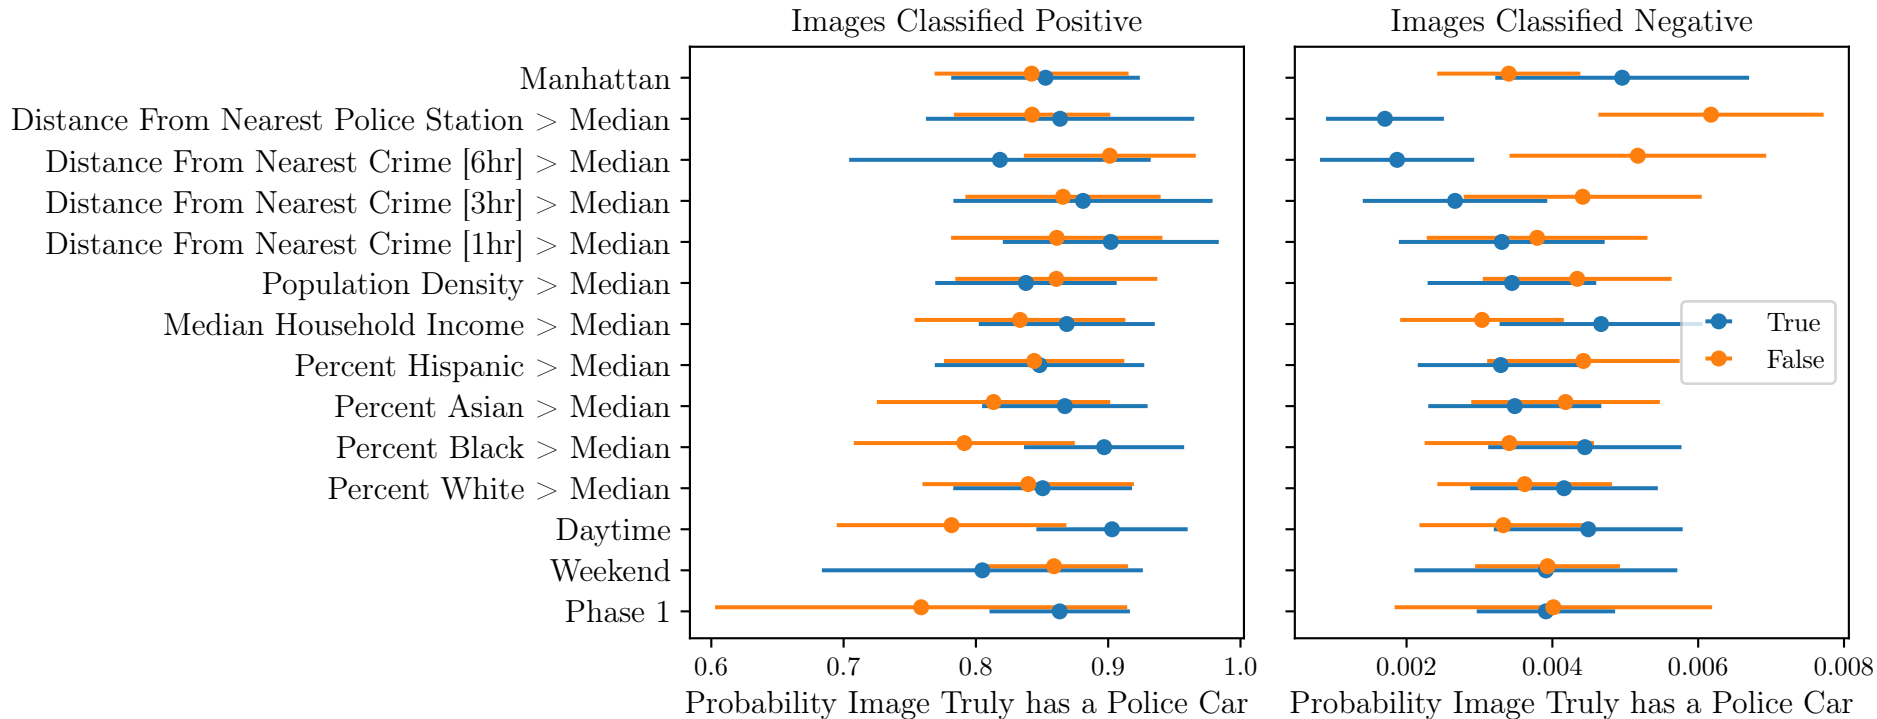 Images Classified Positive
Images Classified Negative
Manhattan
Distance From Nearest Police Station > Median
Distance From Nearest Crime [6hr] > Median
Distance From Nearest Crime [3hr] > Median
Distance From Nearest Crime [1hr] > Median
Population Density > Median
Median Household Income > Median
Percent Hispanic > Median
Percent Asian > Median
Percent Black > Median
Percent White > Median
Daytime
Weekend
Phase 1
True
False
0.6 0.7 0.8 0.9 1.0
Probability Image Truly has a Police Car
0.002 0.004 0.006 0.008
Probability Image Truly has a Police Car